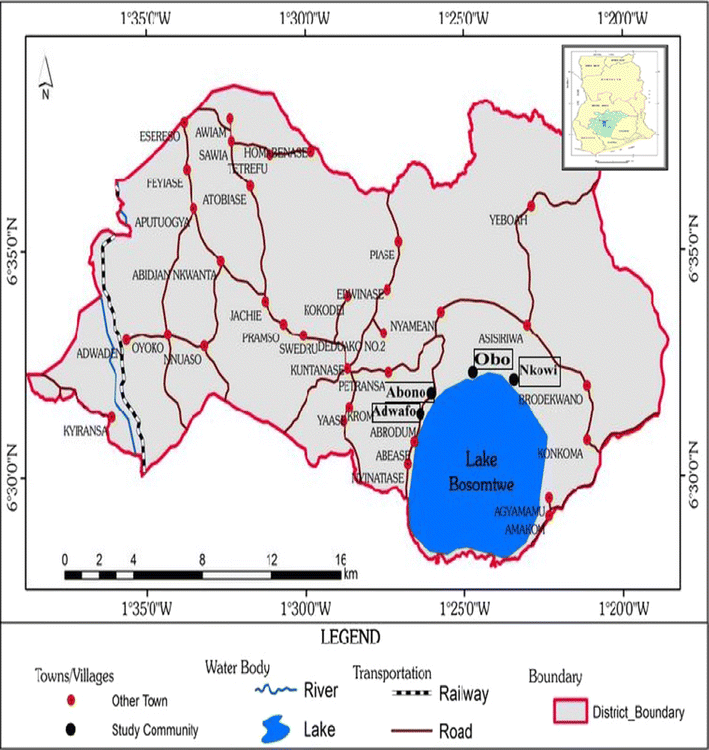 1°35'0"W 1°30'0"W 1°25'0"W 1°20'0"W
N
ESERESO
AWIAM
SAWIA
HOMABENASE
TETREFU
FEYIASE
ATOBIASE
APUTUOGYA
YEBOAH
6°35'0"N 6°35'0"N
PIASE
ABIDJAN NKWANTA
EDWINASE
KOKODEI
JACHIE
NYAMEAN
PRAMSO
ASISIRIWA
SWEDRU
DEDUAKO NO.2
ADWADEN
OYOKO
NNUASO
Obo
KUNTANASE
Nkowi
PETRANSA
Abono
BRODEKWANO
Adwafo
KROM
YAASE
KYIRANSA
ABRODUM
ABEASE
KONKOMA
Lake
Bosomtwe
NYINATIASE
6°30'0"N 6°30'0"N
AGYAMAMU
AMAKOM
0 2 4 8 12 16
km
1°35'0"W 1°30'0"W 1°25'0"W 1°20'0"W
LEGEND
Towns/Villages
Other Town
Study Community
Water Body
River
Lake
Transportation
Railway
Road
Boundary
District_Boundary